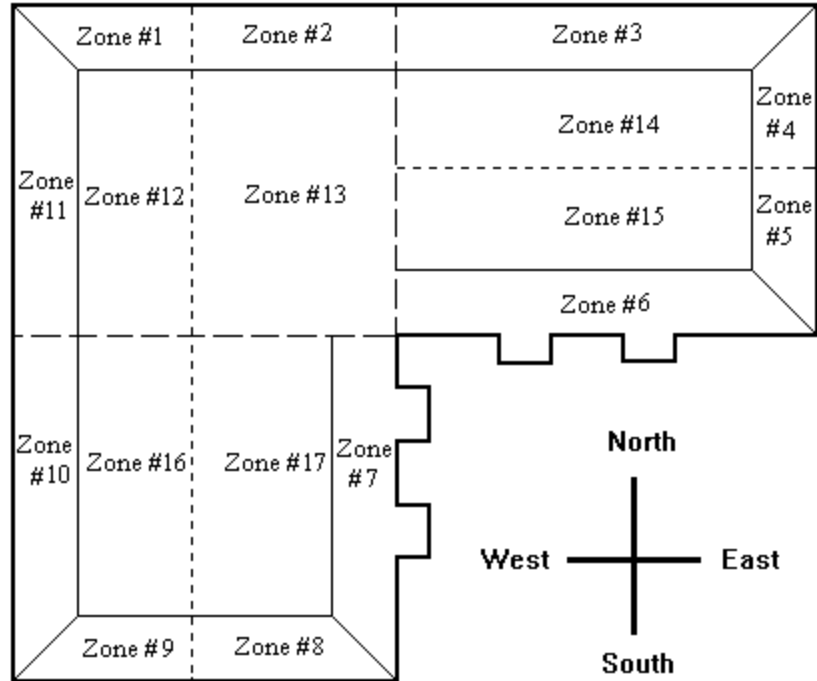 Zone #1
Zone #2
Zone #3
Zone
#4
Zone #14
Zone
#11
Zone #12
Zone #13
Zone #15
Zone
#5
Zone #6
Zone
#10
Zone #16
Zone #17
Zone
#7
North
West
East
Zone #9
Zone #8
South